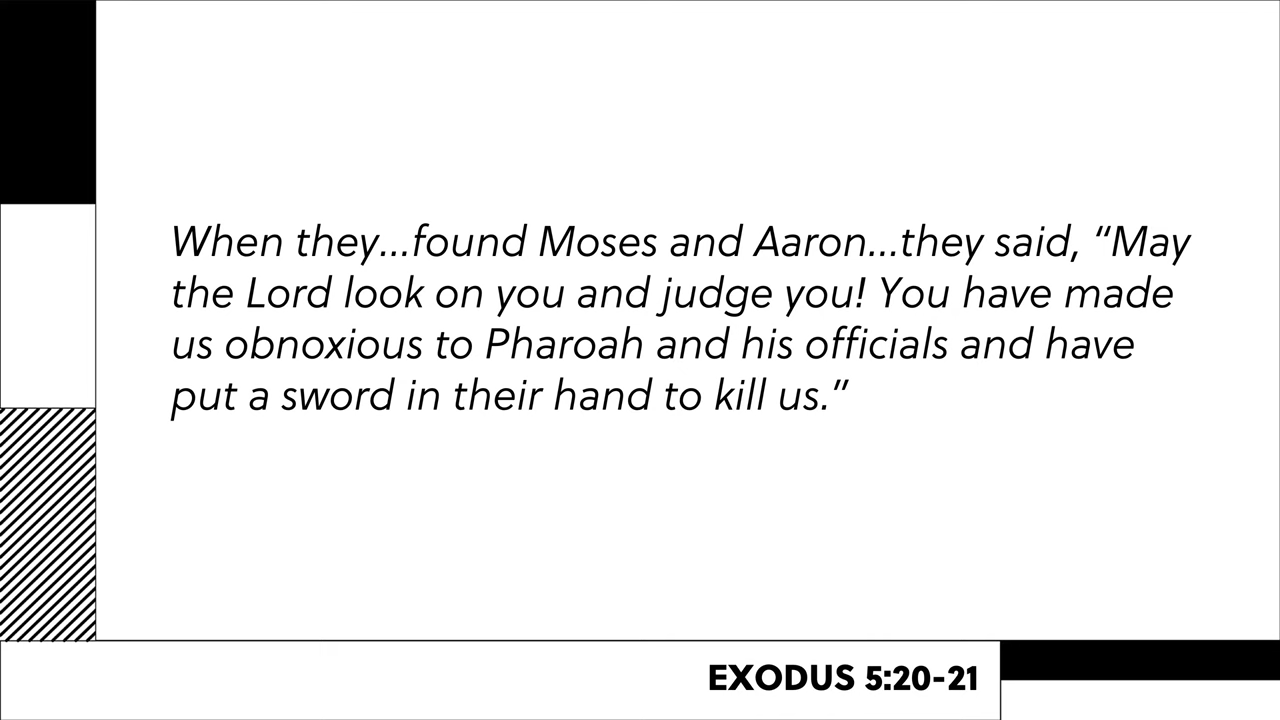 When they...found Moses and Aaron...they said, “May
the Lord look on you and judge you! You have made
us obnoxious to Pharoah and his officials and have
put a sword in their hand to kill us.”
EXODUS 5:20-21